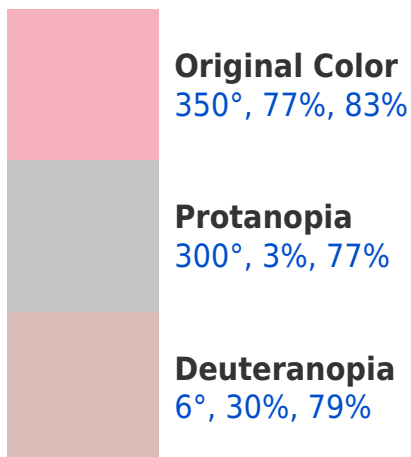 Original Color
350°, 77%, 83%
Protanopia
300°, 3%, 77%
Deuteranopia
6°, 30%, 79%